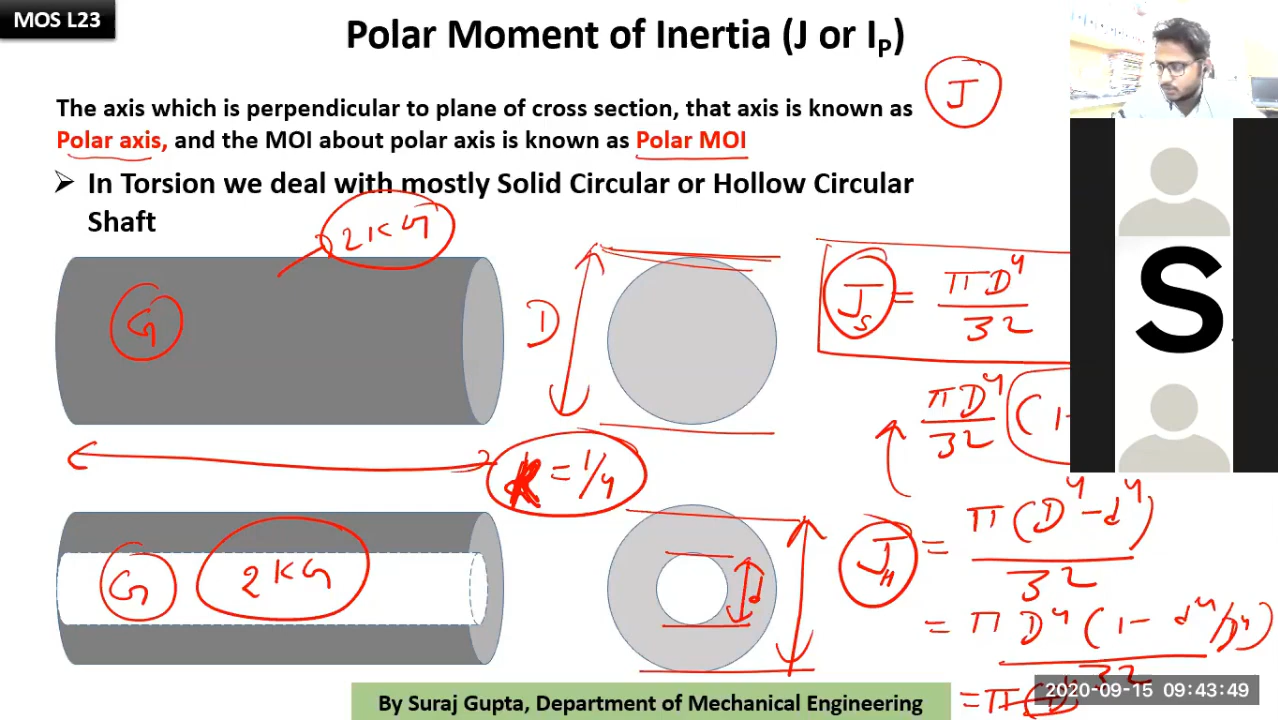 MOS L23
Polar Moment of Inertia (J or I_P)
J
The axis which is perpendicular to plane of cross section, that axis is known as
Polar axis, and the MOI about polar axis is known as Polar MOI
➢ In Torsion we deal with mostly Solid Circular or Hollow Circular
Shaft
2KG
G
D
J_S = πD⁴/32
S
πD⁴/32 (1-
= 1/4
J_H = π(D⁴-d⁴)/32
G
2KG
d
= πD⁴(1-d⁴/D⁴)/32
2020-09-15 09:43:49
= π
By Suraj Gupta, Department of Mechanical Engineering